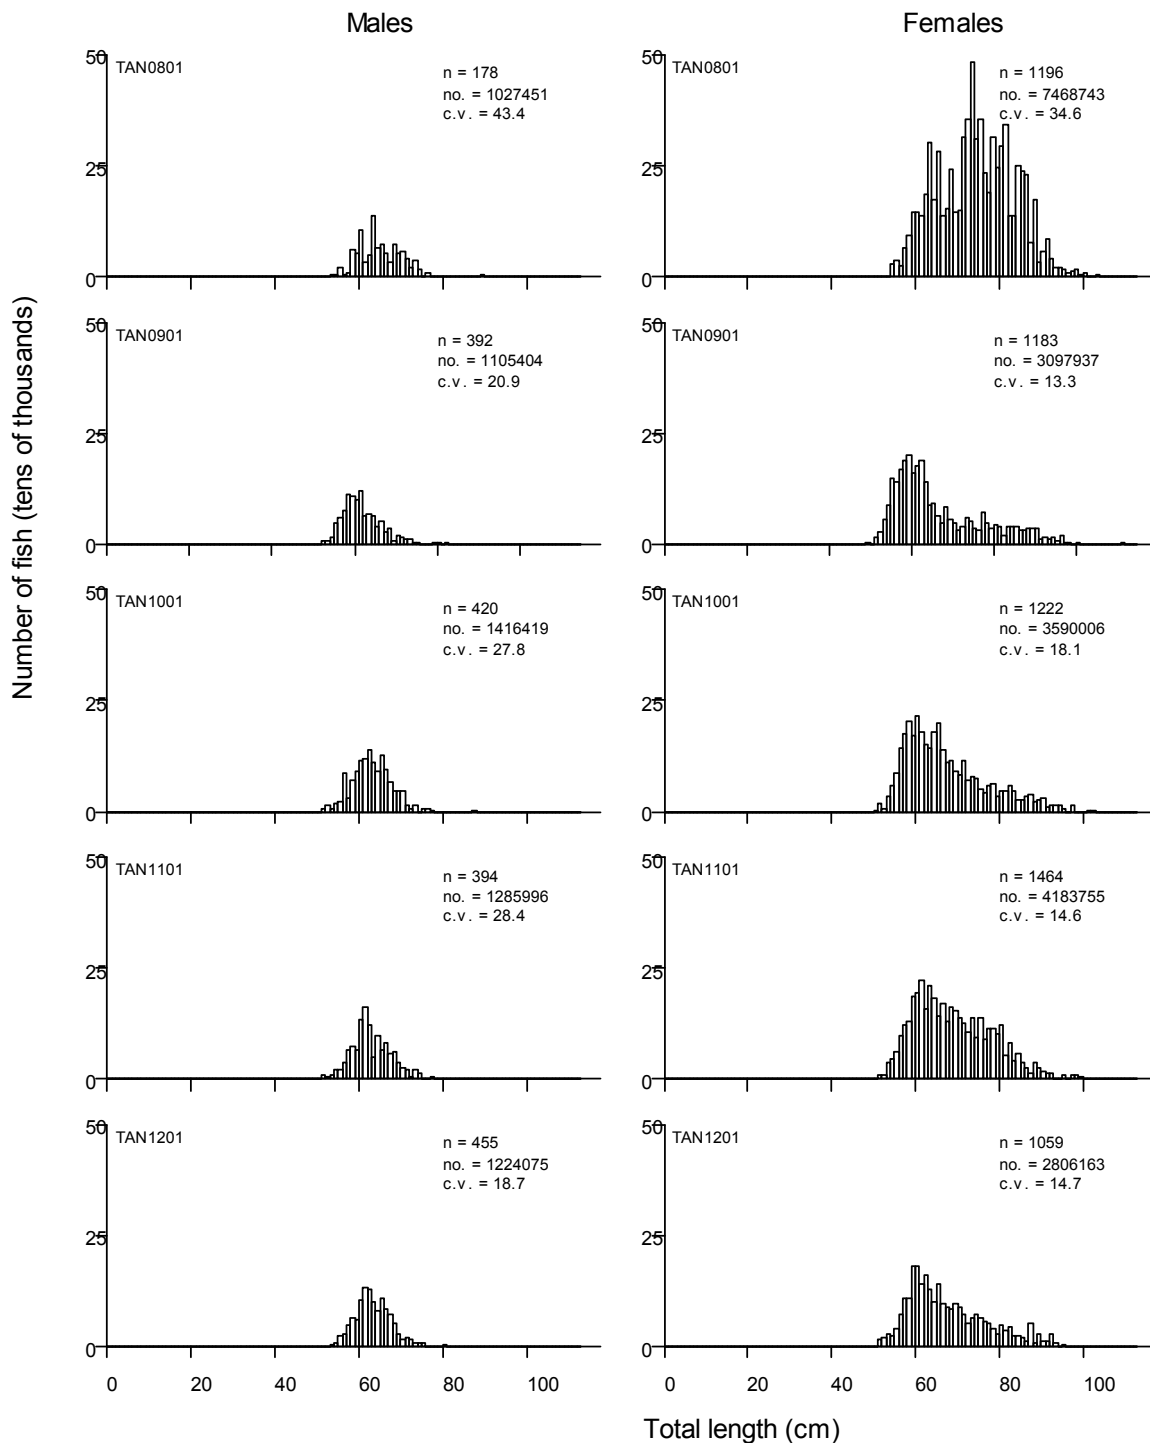 Males
Females
Number of fish (tens of thousands)
50
25
0
TAN0801
n = 178
no. = 1027451
c.v. = 43.4
50
25
0
TAN0801
n = 1196
no. = 7468743
c.v. = 34.6
50
25
0
TAN0901
n = 392
no. = 1105404
c.v. = 20.9
50
25
0
TAN0901
n = 1183
no. = 3097937
c.v. = 13.3
50
25
0
TAN1001
n = 420
no. = 1416419
c.v. = 27.8
50
25
0
TAN1001
n = 1222
no. = 3590006
c.v. = 18.1
50
25
0
TAN1101
n = 394
no. = 1285996
c.v. = 28.4
50
25
0
TAN1101
n = 1464
no. = 4183755
c.v. = 14.6
50
25
0
TAN1201
n = 455
no. = 1224075
c.v. = 18.7
50
25
0
TAN1201
n = 1059
no. = 2806163
c.v. = 14.7
0 20 40 60 80 100
0 20 40 60 80 100
Total length (cm)